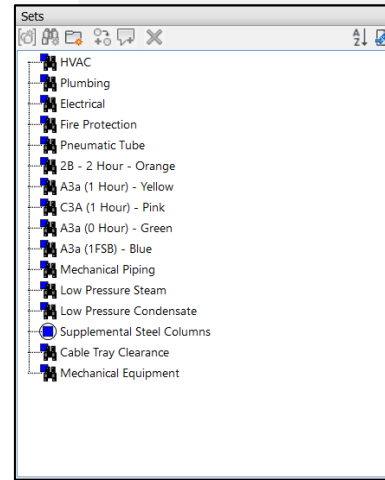 Sets
HVAC
Plumbing
Electrical
Fire Protection
Pneumatic Tube
2B - 2 Hour - Orange
A3a (1 Hour) - Yellow
C3A (1 Hour) - Pink
A3a (0 Hour) - Green
A3a (1FSB) - Blue
Mechanical Piping
Low Pressure Steam
Low Pressure Condensate
Supplemental Steel Columns
Cable Tray Clearance
Mechanical Equipment